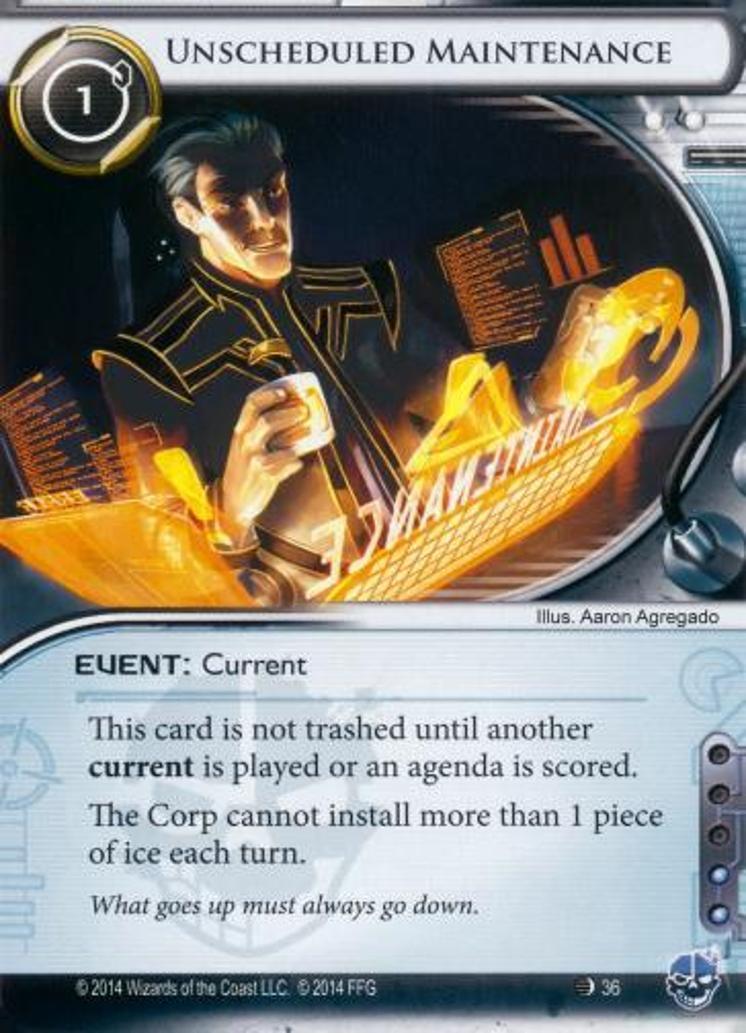 Unscheduled Maintenance
1
MAINTENANCE
Illus. Aaron Agregado
EVENT: Current
This card is not trashed until another
current is played or an agenda is scored.
The Corp cannot install more than 1 piece
of ice each turn.
What goes up must always go down.
© 2014 Wizards of the Coast LLC. © 2014 FFG
36